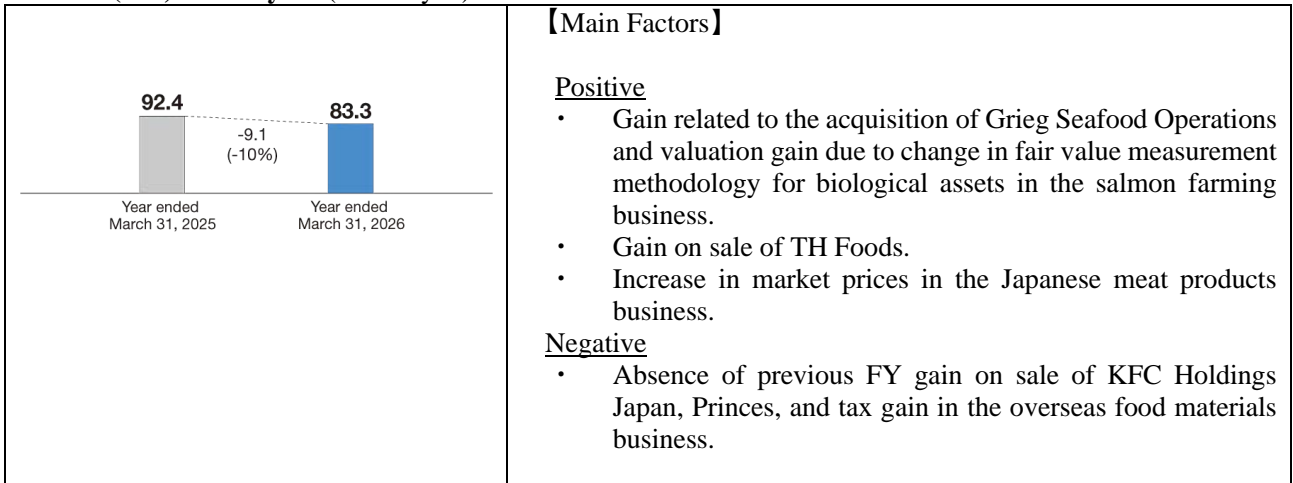 92.4
83.3
-9.1
(-10%)
Year ended
March 31, 2025
Year ended
March 31, 2026
【Main Factors】
Positive
・ Gain related to the acquisition of Grieg Seafood Operations
and valuation gain due to change in fair value measurement
methodology for biological assets in the salmon farming
business.
・ Gain on sale of TH Foods.
・ Increase in market prices in the Japanese meat products
business.
Negative
・ Absence of previous FY gain on sale of KFC Holdings
Japan, Princes, and tax gain in the overseas food materials
business.